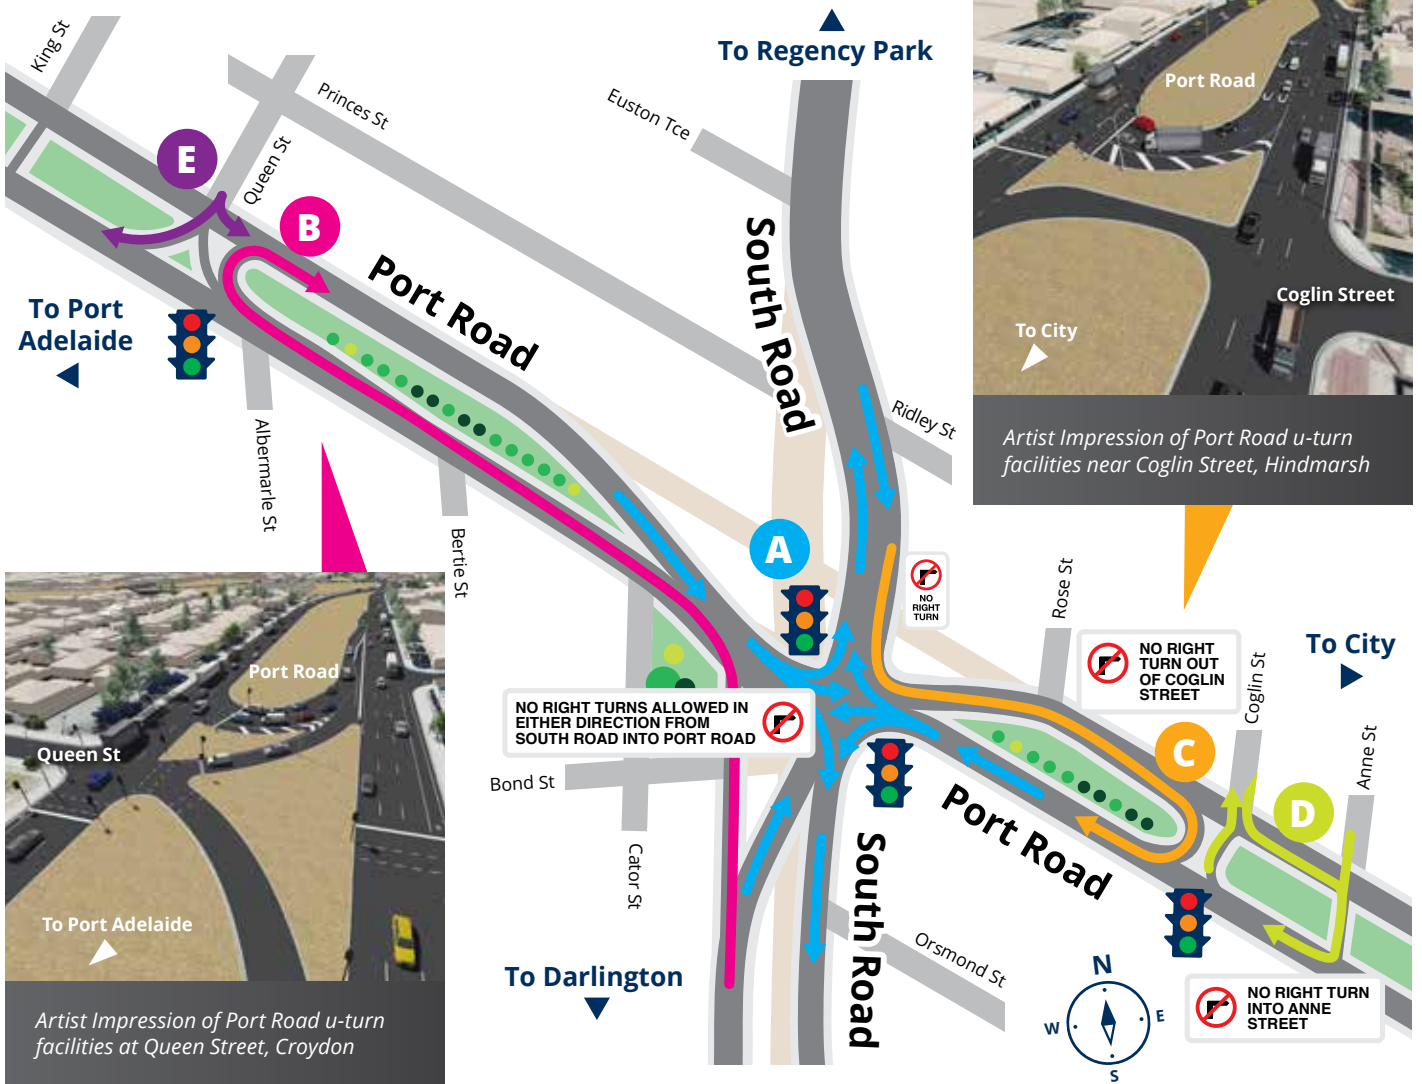 To Regency Park
King St
Princes St
Euston Tce
Port Road
E
Queen St
B
South Road
Port Road
To Port
Adelaide
Coglin Street
To City
Ridley St
Artist Impression of Port Road u-turn
facilities near Coglin Street, Hindmarsh
Albermarle St
Bertie St
A
NO
RIGHT
TURN
Rose St
NO RIGHT
TURN OUT
OF COGLIN
STREET
To City
Coglin St
Port Road
Queen St
NO RIGHT TURNS ALLOWED IN
EITHER DIRECTION FROM
SOUTH ROAD INTO PORT ROAD
Bond St
C
Anne St
D
Port Road
Cator St
South Road
To Port Adelaide
Orsmond St
To Darlington
N
W
E
S
NO RIGHT TURN
INTO ANNE
STREET
Artist Impression of Port Road u-turn
facilities at Queen Street, Croydon